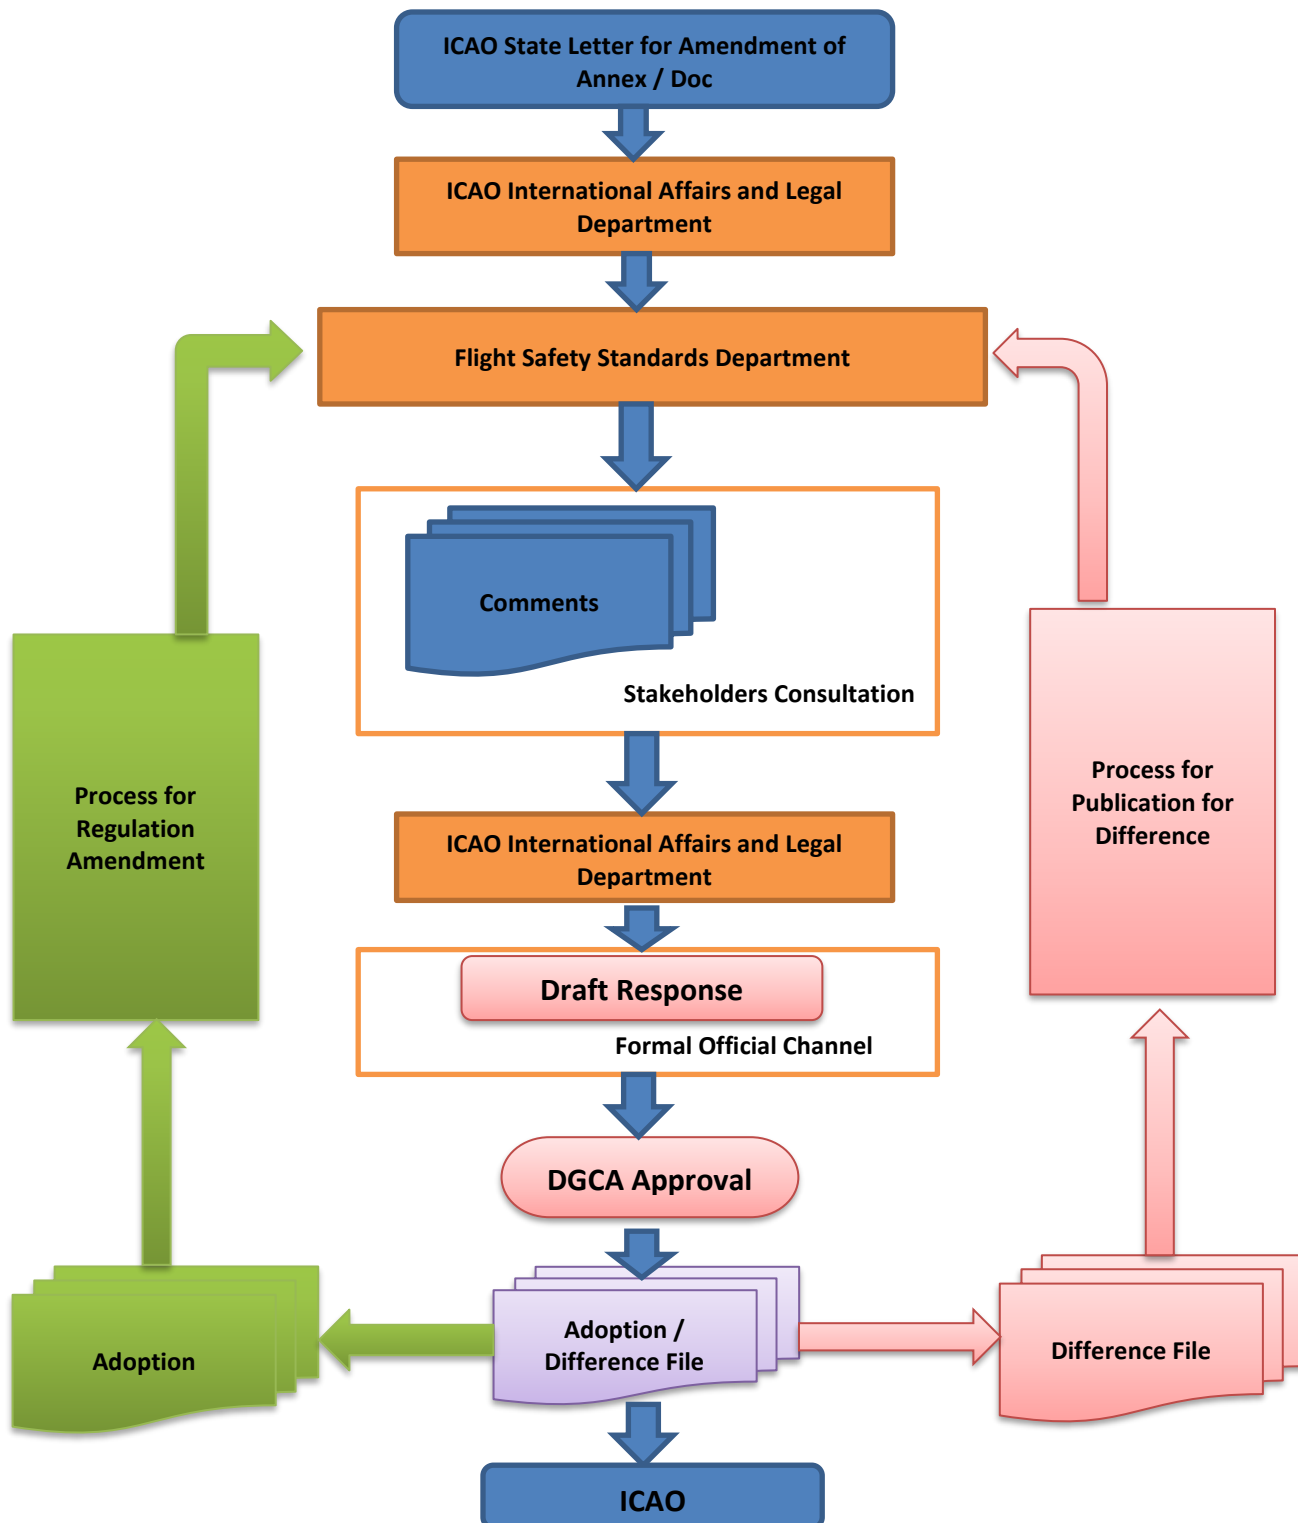 ICAO State Letter for Amendment of
Annex / Doc
ICAO International Affairs and Legal
Department
Flight Safety Standards Department
Comments
Stakeholders Consultation
Process for
Regulation
Amendment
Process for
Publication for
Difference
ICAO International Affairs and Legal
Department
Draft Response
Formal Official Channel
DGCA Approval
Adoption
Adoption /
Difference File
Difference File
ICAO